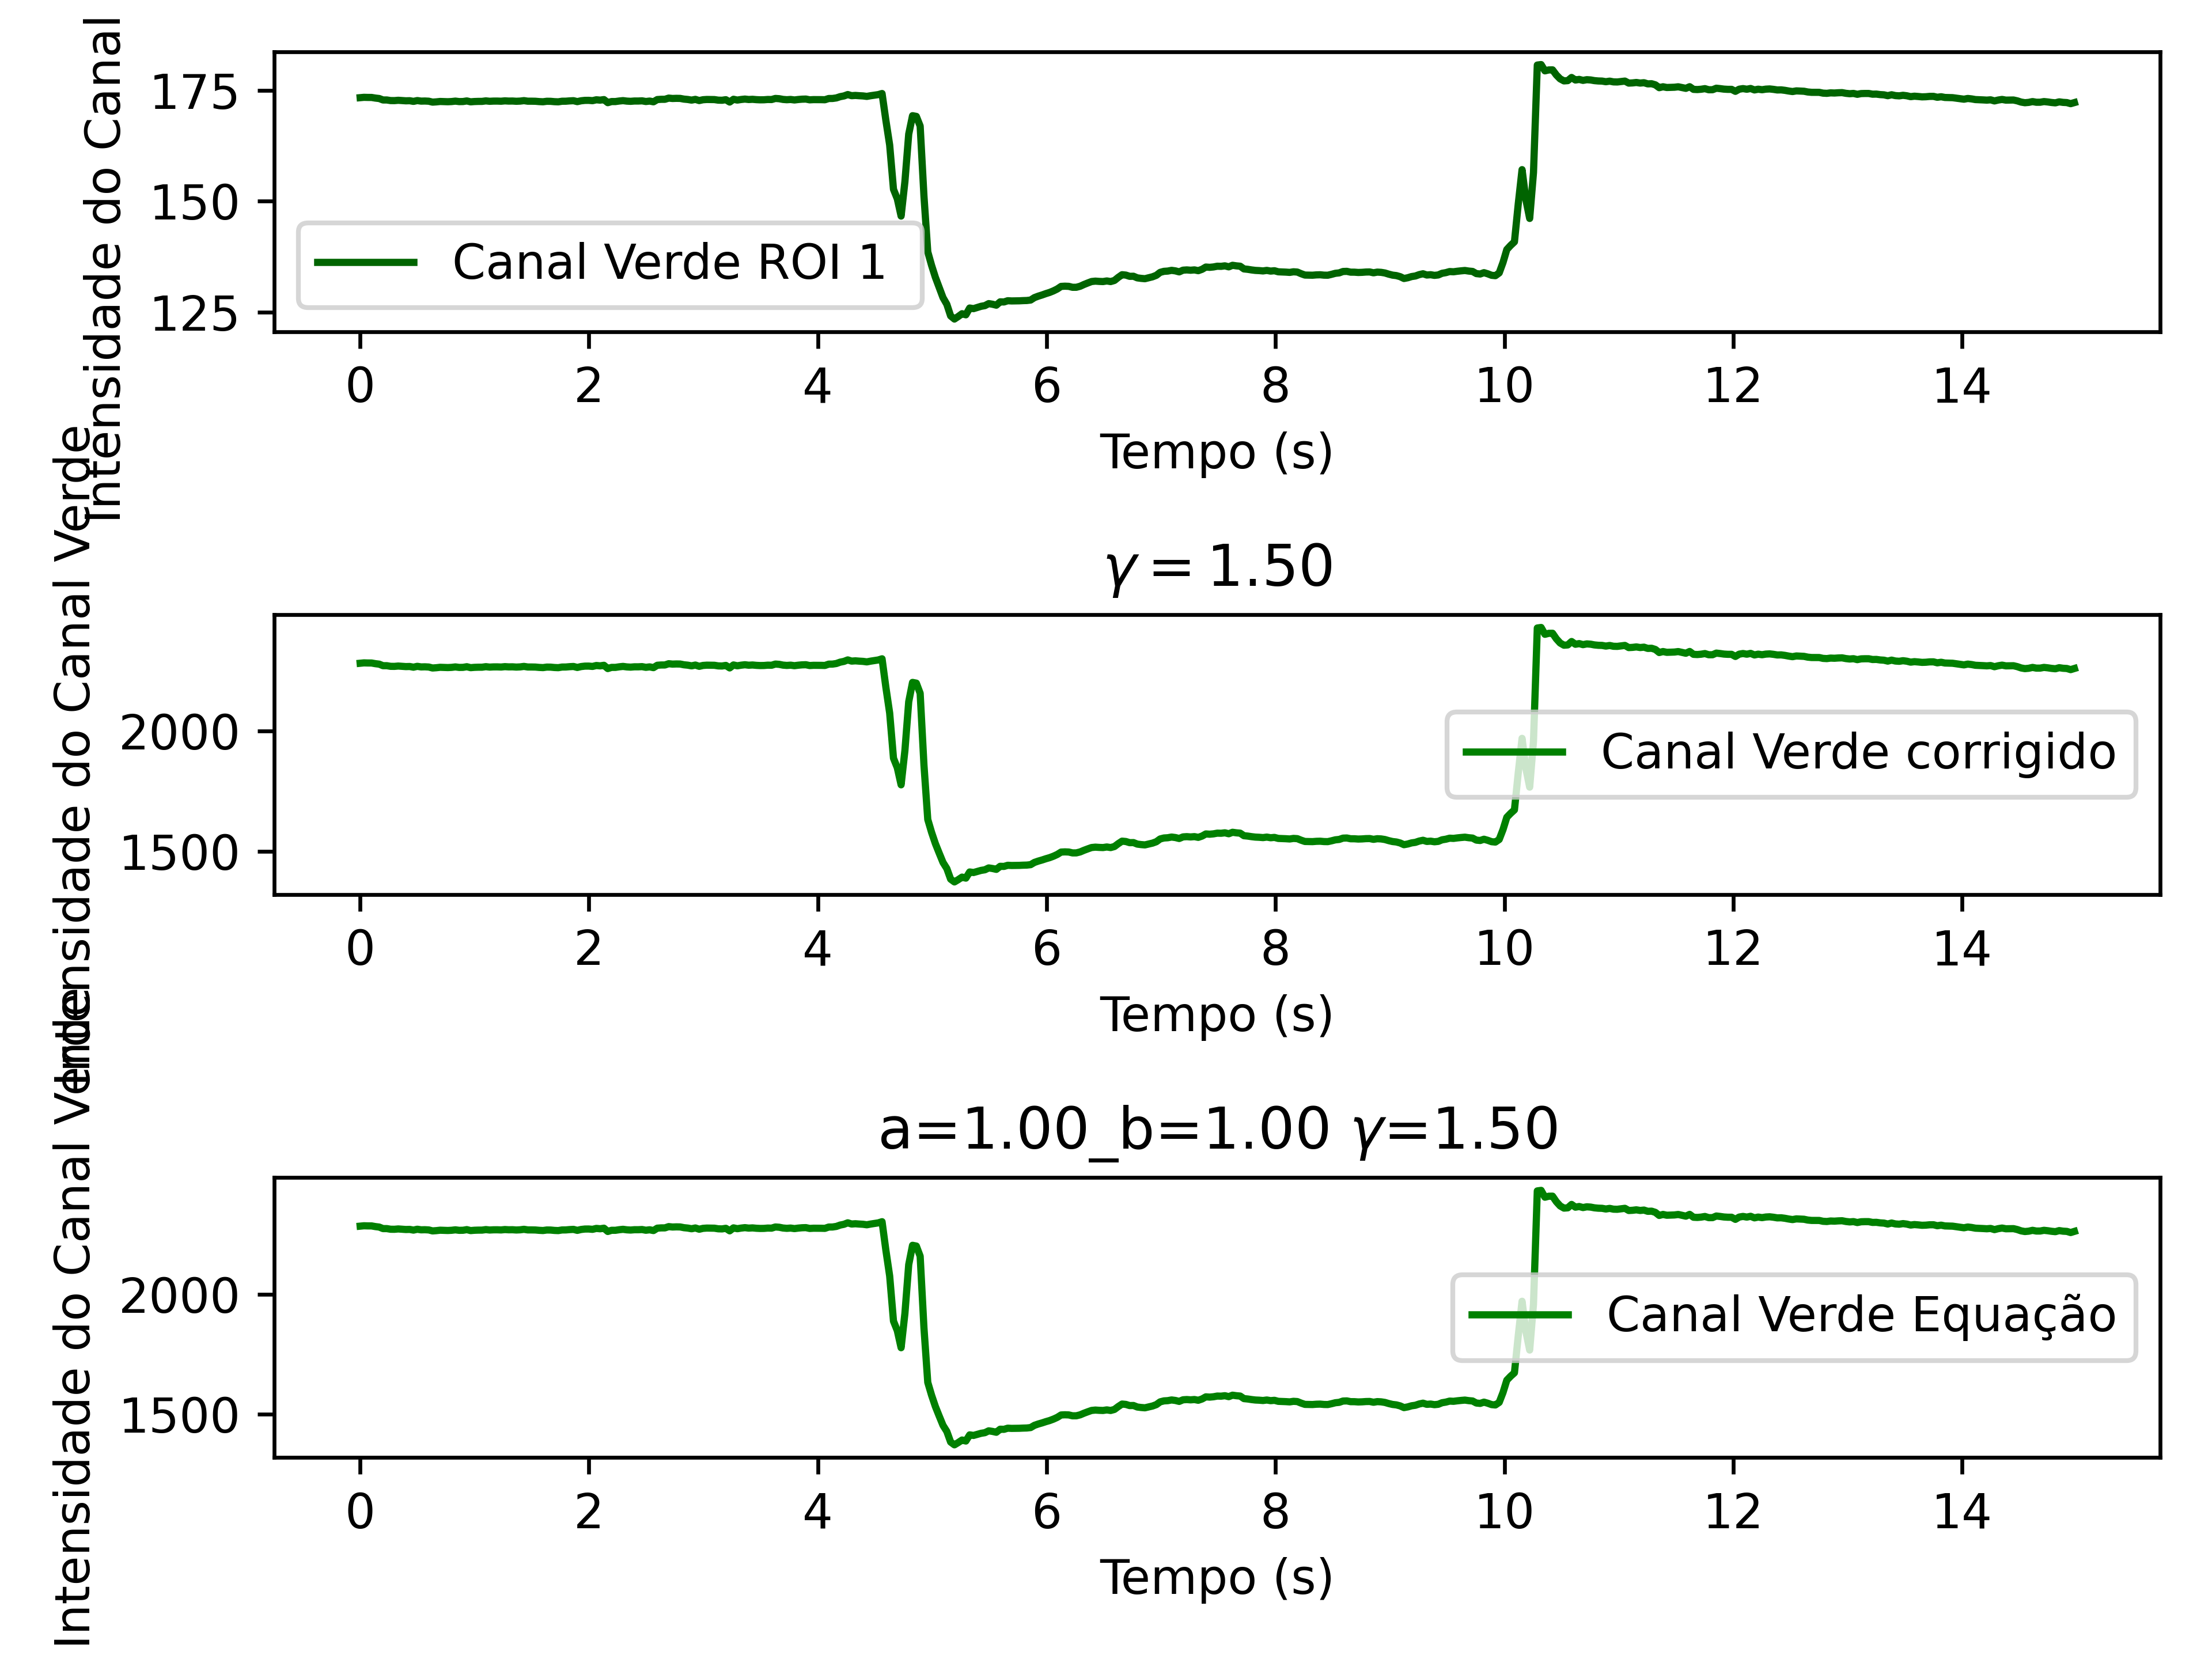 Intensidade do Canal Verde
175
150
125
Canal Verde ROI 1
0 2 4 6 8 10 12 14
Tempo (s)
γ = 1.50
Intensidade do Canal Verde
2000
1500
Canal Verde corrigido
0 2 4 6 8 10 12 14
Tempo (s)
a=1.00_b=1.00 γ=1.50
Intensidade do Canal Verde
2000
1500
Canal Verde Equação
0 2 4 6 8 10 12 14
Tempo (s)